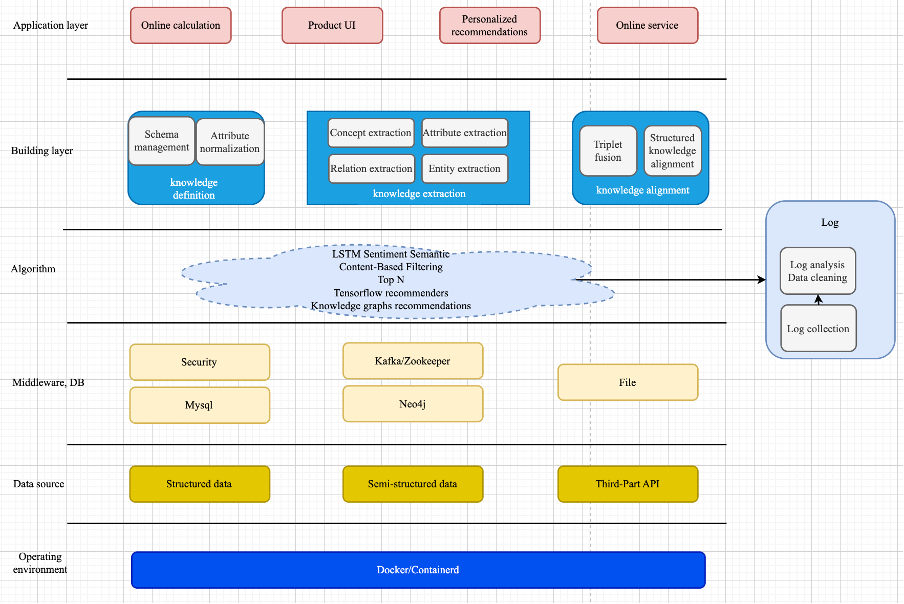 Application layer
Online calculation
Product UI
Personalized
recommendations
Online service
Building layer
Schema
management
Attribute
normalization
knowledge
definition
Concept extraction
Attribute extraction
Relation extraction
Entity extraction
knowledge extraction
Triplet
fusion
Structured
knowledge
alignment
knowledge alignment
Log
Log analysis
Data cleaning
Log collection
Algorithm
LSTM Sentiment Semantic
Content-Based Filtering
Top N
Tensorflow recommenders
Knowledge graphs recommendations
Middleware, DB
Security
Kafka/Zookeeper
File
Mysql
Neo4j
Data source
Structured data
Semi-structured data
Third-Part API
Operating
environment
Docker/Containerd